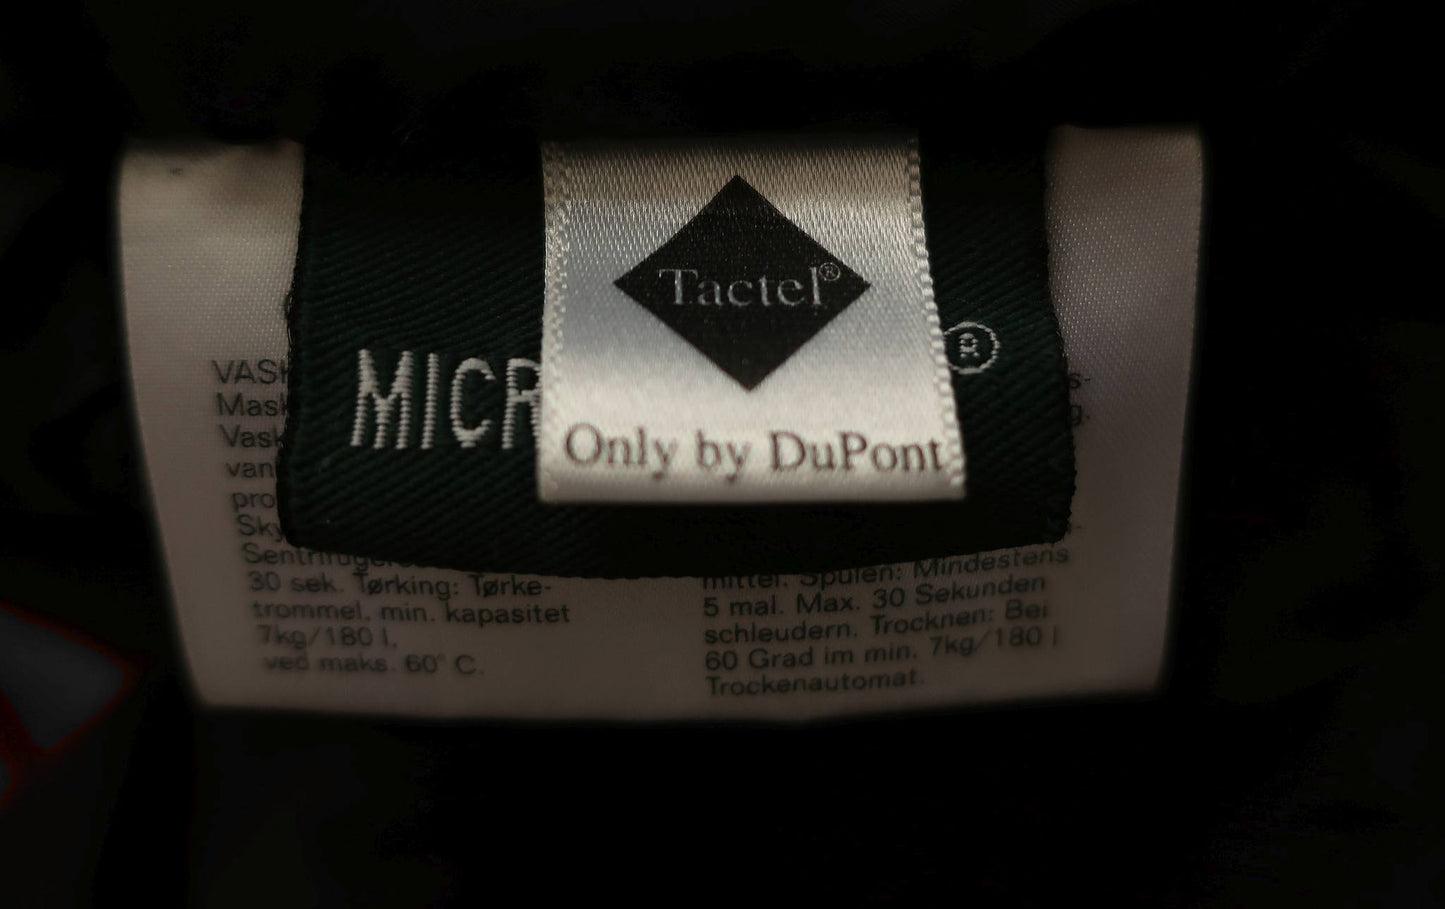 Tactel®
MICR
®
Only by DuPont
VASK
Mask
Vask
van
pro
Sky
Sentrifuge
30 sek. Tørking: Tørke-
trommel, min. kapasitet
7kg/180 l,
ved maks. 60° C.
s-
g.
s-
mittel. Spülen: Mindestens
5 mal. Max. 30 Sekunden
schleudern. Trocknen: Bei
60 Grad im min. 7kg/180 l
Trockenautomat.